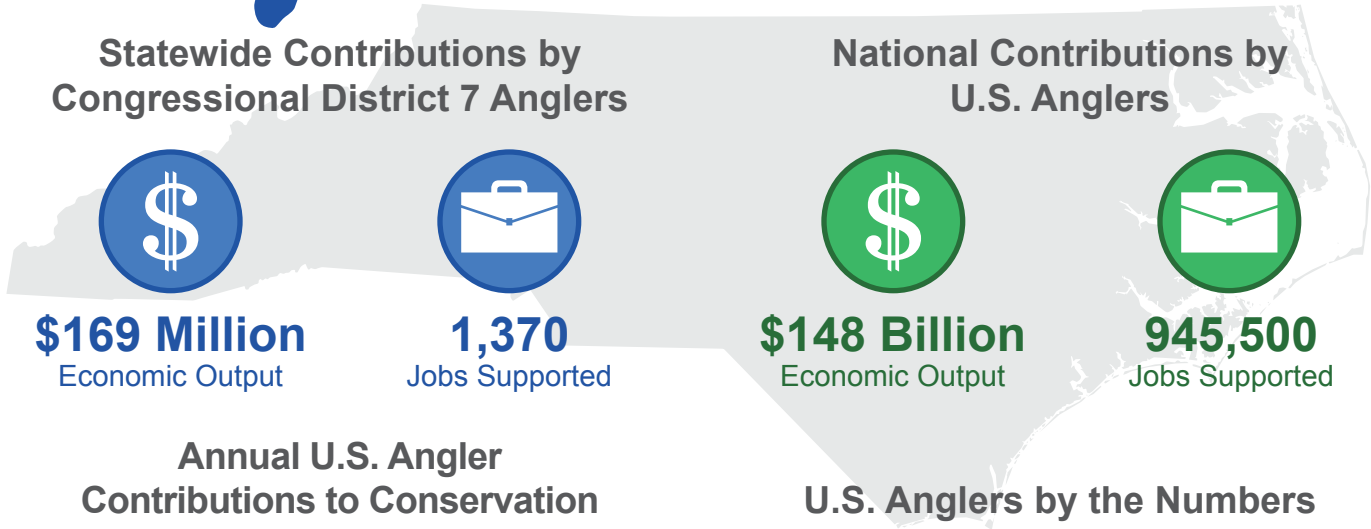 Statewide Contributions by
Congressional District 7 Anglers
$169 Million
Economic Output
1,370
Jobs Supported
National Contributions by
U.S. Anglers
$148 Billion
Economic Output
945,500
Jobs Supported
Annual U.S. Angler
Contributions to Conservation
U.S. Anglers by the Numbers